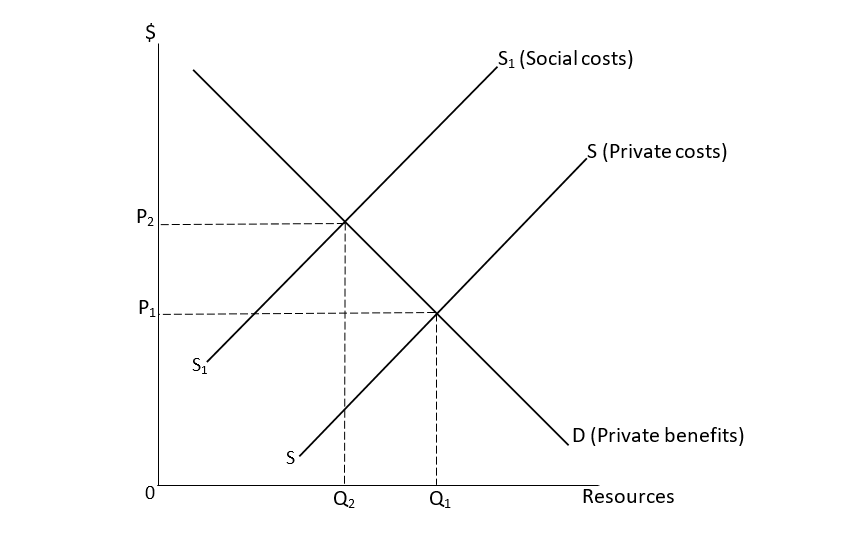 $
S₁ (Social costs)
S (Private costs)
P₂
P₁
S₁
D (Private benefits)
S
0
Q₂
Q₁
Resources